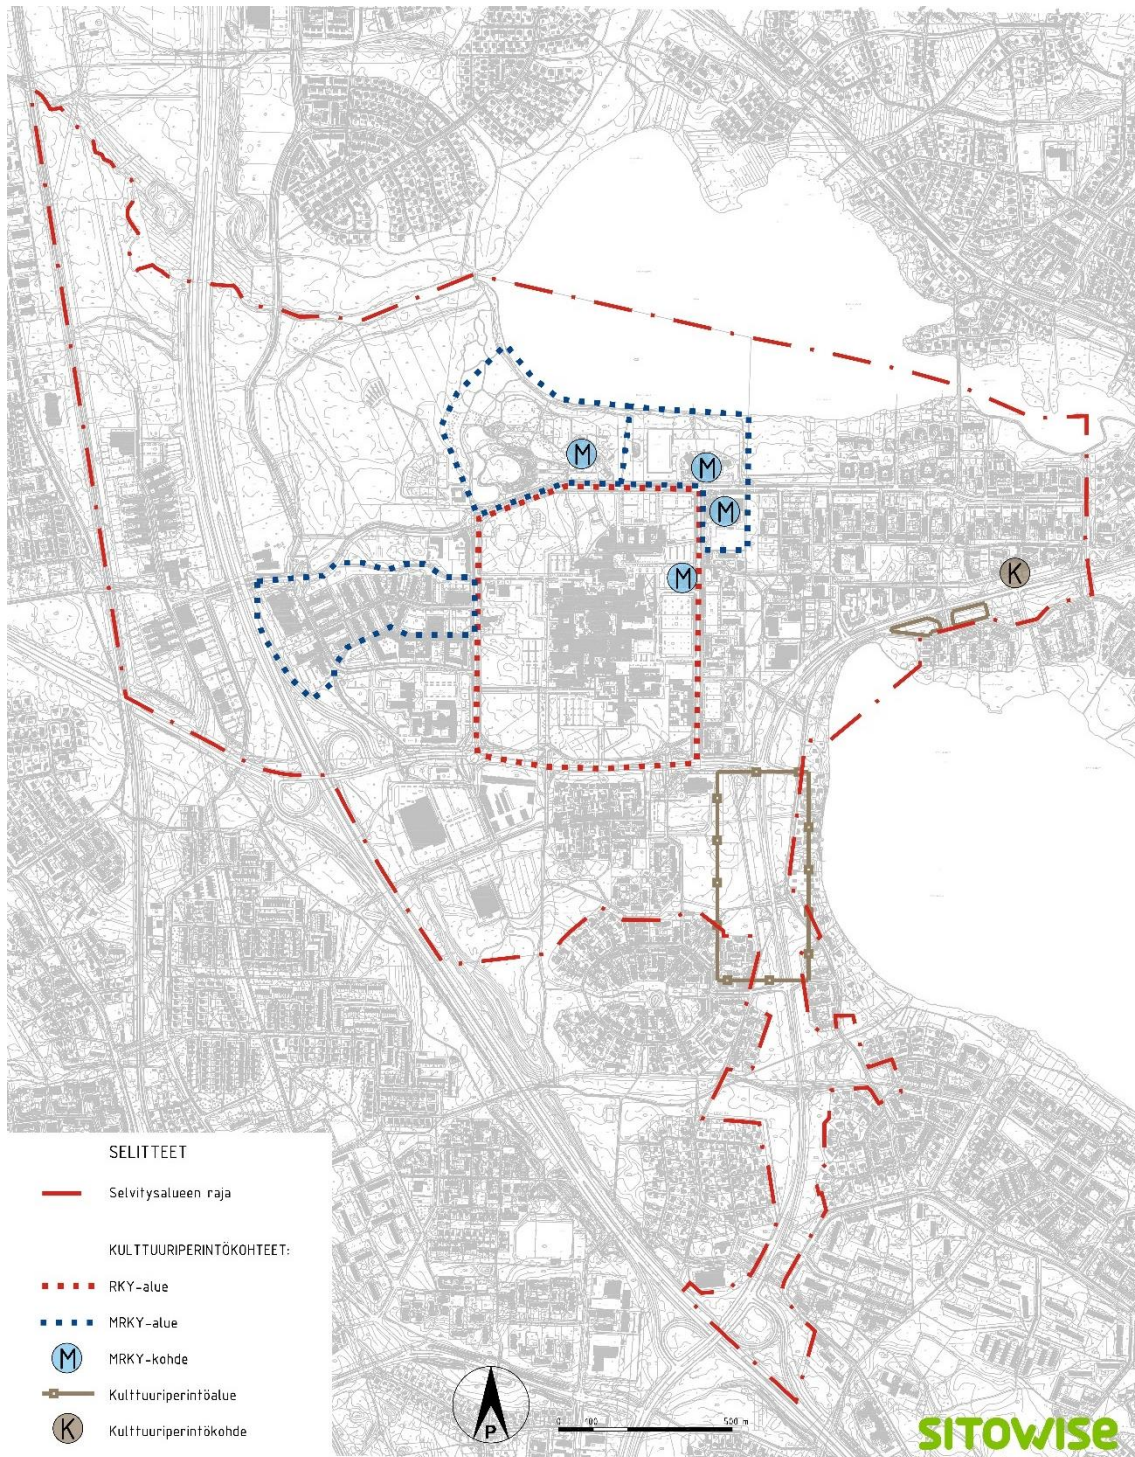 M
M
M
M
K
SELITTEET
Selvitysalueen raja
KULTTUURIPERINTÖKOHTEET:
RKY-alue
MRKY-alue
M MRKY-kohde
Kulttuuriperintöalue
K Kulttuuriperintökohde
P
0 100 500 m
SITOWISE